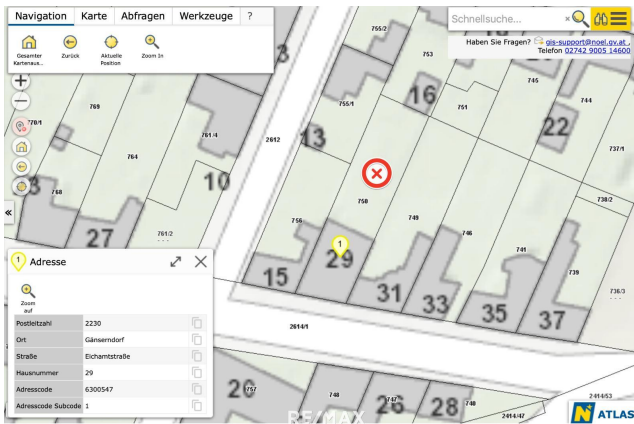 Navigation Karte Abfragen Werkzeuge ?
Gesamter Kartenaus... Zurück Aktuelle Position Zoom In
Schnellsuche... ×
Haben Sie Fragen? gis-support@noel.gv.at ,
Telefon 02742 9005 14600
755/2
3
753
745
744
16
769
755/1
751
22
770/1
761/4
2612
13
737/1
764
10
3
768
750
738/2
«
756
749
746
27
761/2
1
29
741
739
15
31
33
35
37
736/3
2614/1
1 Adresse
Zoom auf
Postleitzahl 2230
Ort Gänserndorf
Straße Eichamtstraße
Hausnummer 29
Adresscode 6300547
Adresscode Subcode 1
757
748
747
28
2414/47
2414/53
RE/MAX
N ATLAS